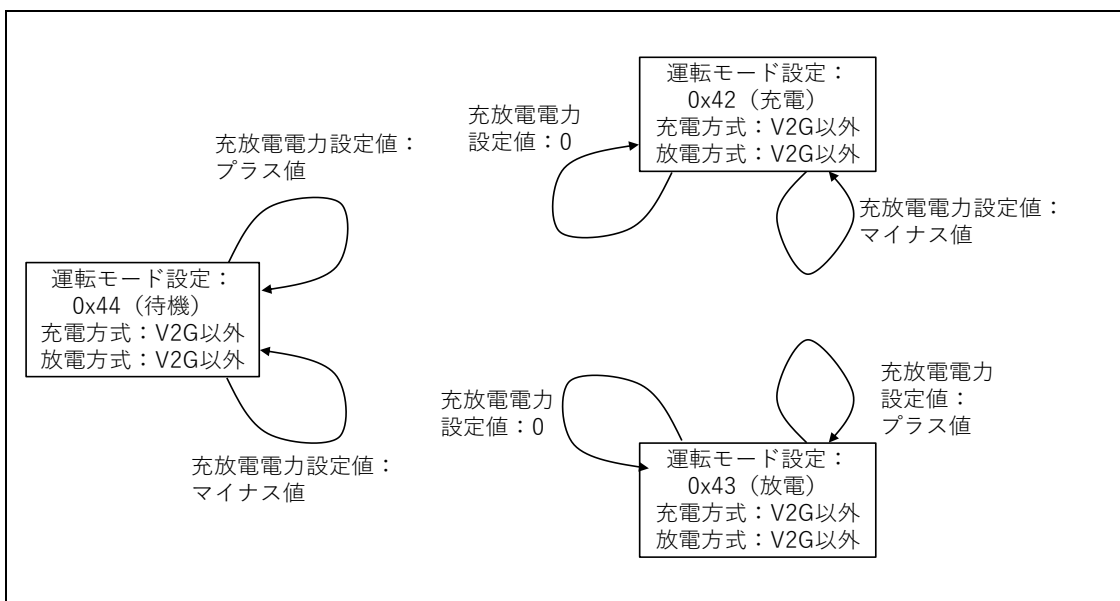 充放電電力設定値：
プラス値
運転モード設定：
0x44（待機）
充電方式：V2G以外
放電方式：V2G以外
充放電電力設定値：
マイナス値
運転モード設定：
0x42（充電）
充電方式：V2G以外
放電方式：V2G以外
充放電電力
設定値：0
充放電電力設定値：
マイナス値
充放電電力
設定値：0
充放電電力
設定値：
プラス値
運転モード設定：
0x43（放電）
充電方式：V2G以外
放電方式：V2G以外